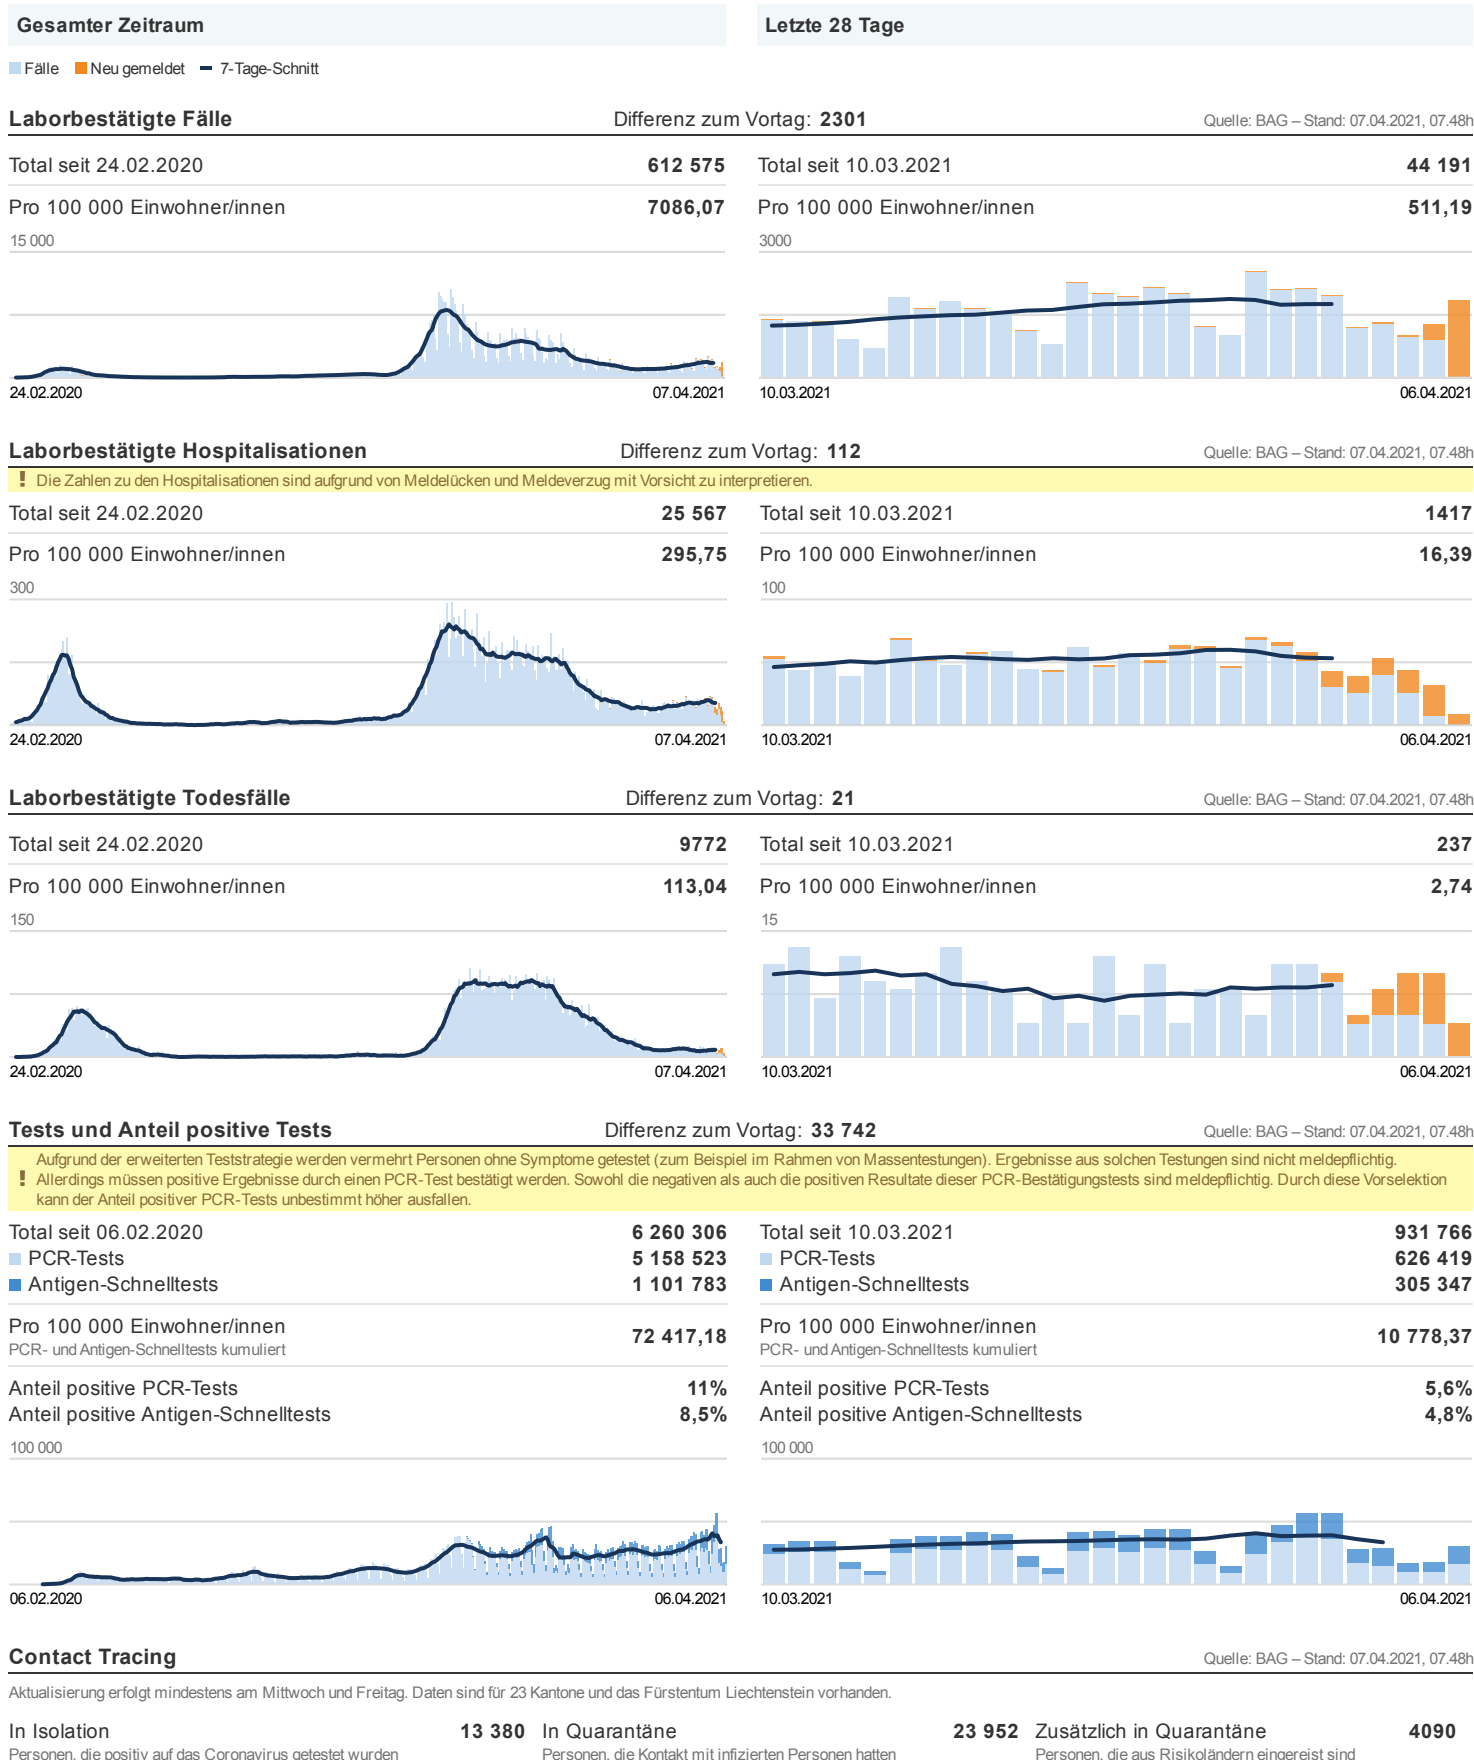 Gesamter Zeitraum
Letzte 28 Tage
Fälle Neu gemeldet 7-Tage-Schnitt
Laborbestätigte Fälle Differenz zum Vortag: 2301 Quelle: BAG – Stand: 07.04.2021, 07.48h
Total seit 24.02.2020 612 575
Total seit 10.03.2021 44 191
Pro 100 000 Einwohner/innen 7086,07
Pro 100 000 Einwohner/innen 511,19
15 000
3000
24.02.2020 07.04.2021
10.03.2021 06.04.2021
Laborbestätigte Hospitalisationen Differenz zum Vortag: 112 Quelle: BAG – Stand: 07.04.2021, 07.48h
! Die Zahlen zu den Hospitalisationen sind aufgrund von Meldelücken und Meldeverzug mit Vorsicht zu interpretieren.
Total seit 24.02.2020 25 567
Total seit 10.03.2021 1417
Pro 100 000 Einwohner/innen 295,75
Pro 100 000 Einwohner/innen 16,39
300
100
24.02.2020 07.04.2021
10.03.2021 06.04.2021
Laborbestätigte Todesfälle Differenz zum Vortag: 21 Quelle: BAG – Stand: 07.04.2021, 07.48h
Total seit 24.02.2020 9772
Total seit 10.03.2021 237
Pro 100 000 Einwohner/innen 113,04
Pro 100 000 Einwohner/innen 2,74
150
15
24.02.2020 07.04.2021
10.03.2021 06.04.2021
Tests und Anteil positive Tests Differenz zum Vortag: 33 742 Quelle: BAG – Stand: 07.04.2021, 07.48h
Aufgrund der erweiterten Teststrategie werden vermehrt Personen ohne Symptome getestet (zum Beispiel im Rahmen von Massentestungen). Ergebnisse aus solchen Testungen sind nicht meldepflichtig.
! Allerdings müssen positive Ergebnisse durch einen PCR-Test bestätigt werden. Sowohl die negativen als auch die positiven Resultate dieser PCR-Bestätigungstests sind meldepflichtig. Durch diese Vorselektion
kann der Anteil positiver PCR-Tests unbestimmt höher ausfallen.
Total seit 06.02.2020 6 260 306
PCR-Tests 5 158 523
Antigen-Schnelltests 1 101 783
Total seit 10.03.2021 931 766
PCR-Tests 626 419
Antigen-Schnelltests 305 347
Pro 100 000 Einwohner/innen 72 417,18
PCR- und Antigen-Schnelltests kumuliert
Pro 100 000 Einwohner/innen 10 778,37
PCR- und Antigen-Schnelltests kumuliert
Anteil positive PCR-Tests 11%
Anteil positive Antigen-Schnelltests 8,5%
Anteil positive PCR-Tests 5,6%
Anteil positive Antigen-Schnelltests 4,8%
100 000
100 000
06.02.2020 06.04.2021
10.03.2021 06.04.2021
Contact Tracing Quelle: BAG – Stand: 07.04.2021, 07.48h
Aktualisierung erfolgt mindestens am Mittwoch und Freitag. Daten sind für 23 Kantone und das Fürstentum Liechtenstein vorhanden.
In Isolation 13 380
Personen, die positiv auf das Coronavirus getestet wurden
In Quarantäne 23 952
Personen, die Kontakt mit infizierten Personen hatten
Zusätzlich in Quarantäne 4090
Personen, die aus Risikoländern eingereist sind